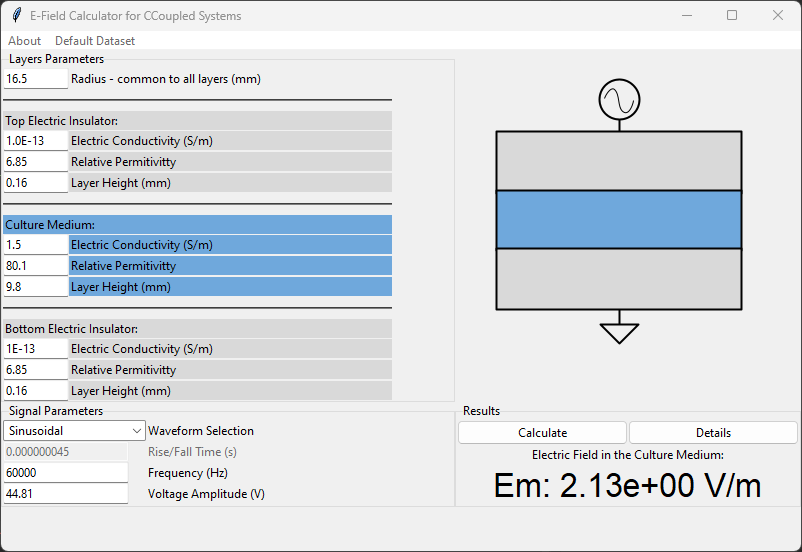 E-Field Calculator for CCoupled Systems
About Default Dataset
Layers Parameters
16.5 Radius - common to all layers (mm)
Top Electric Insulator:
1.0E-13 Electric Conductivity (S/m)
6.85 Relative Permitivitty
0.16 Layer Height (mm)
Culture Medium:
1.5 Electric Conductivity (S/m)
80.1 Relative Permitivitty
9.8 Layer Height (mm)
Bottom Electric Insulator:
1E-13 Electric Conductivity (S/m)
6.85 Relative Permitivitty
0.16 Layer Height (mm)
Signal Parameters
Sinusoidal Waveform Selection
0.000000045 Rise/Fall Time (s)
60000 Frequency (Hz)
44.81 Voltage Amplitude (V)
Results
Calculate Details
Electric Field in the Culture Medium:
Em: 2.13e+00 V/m